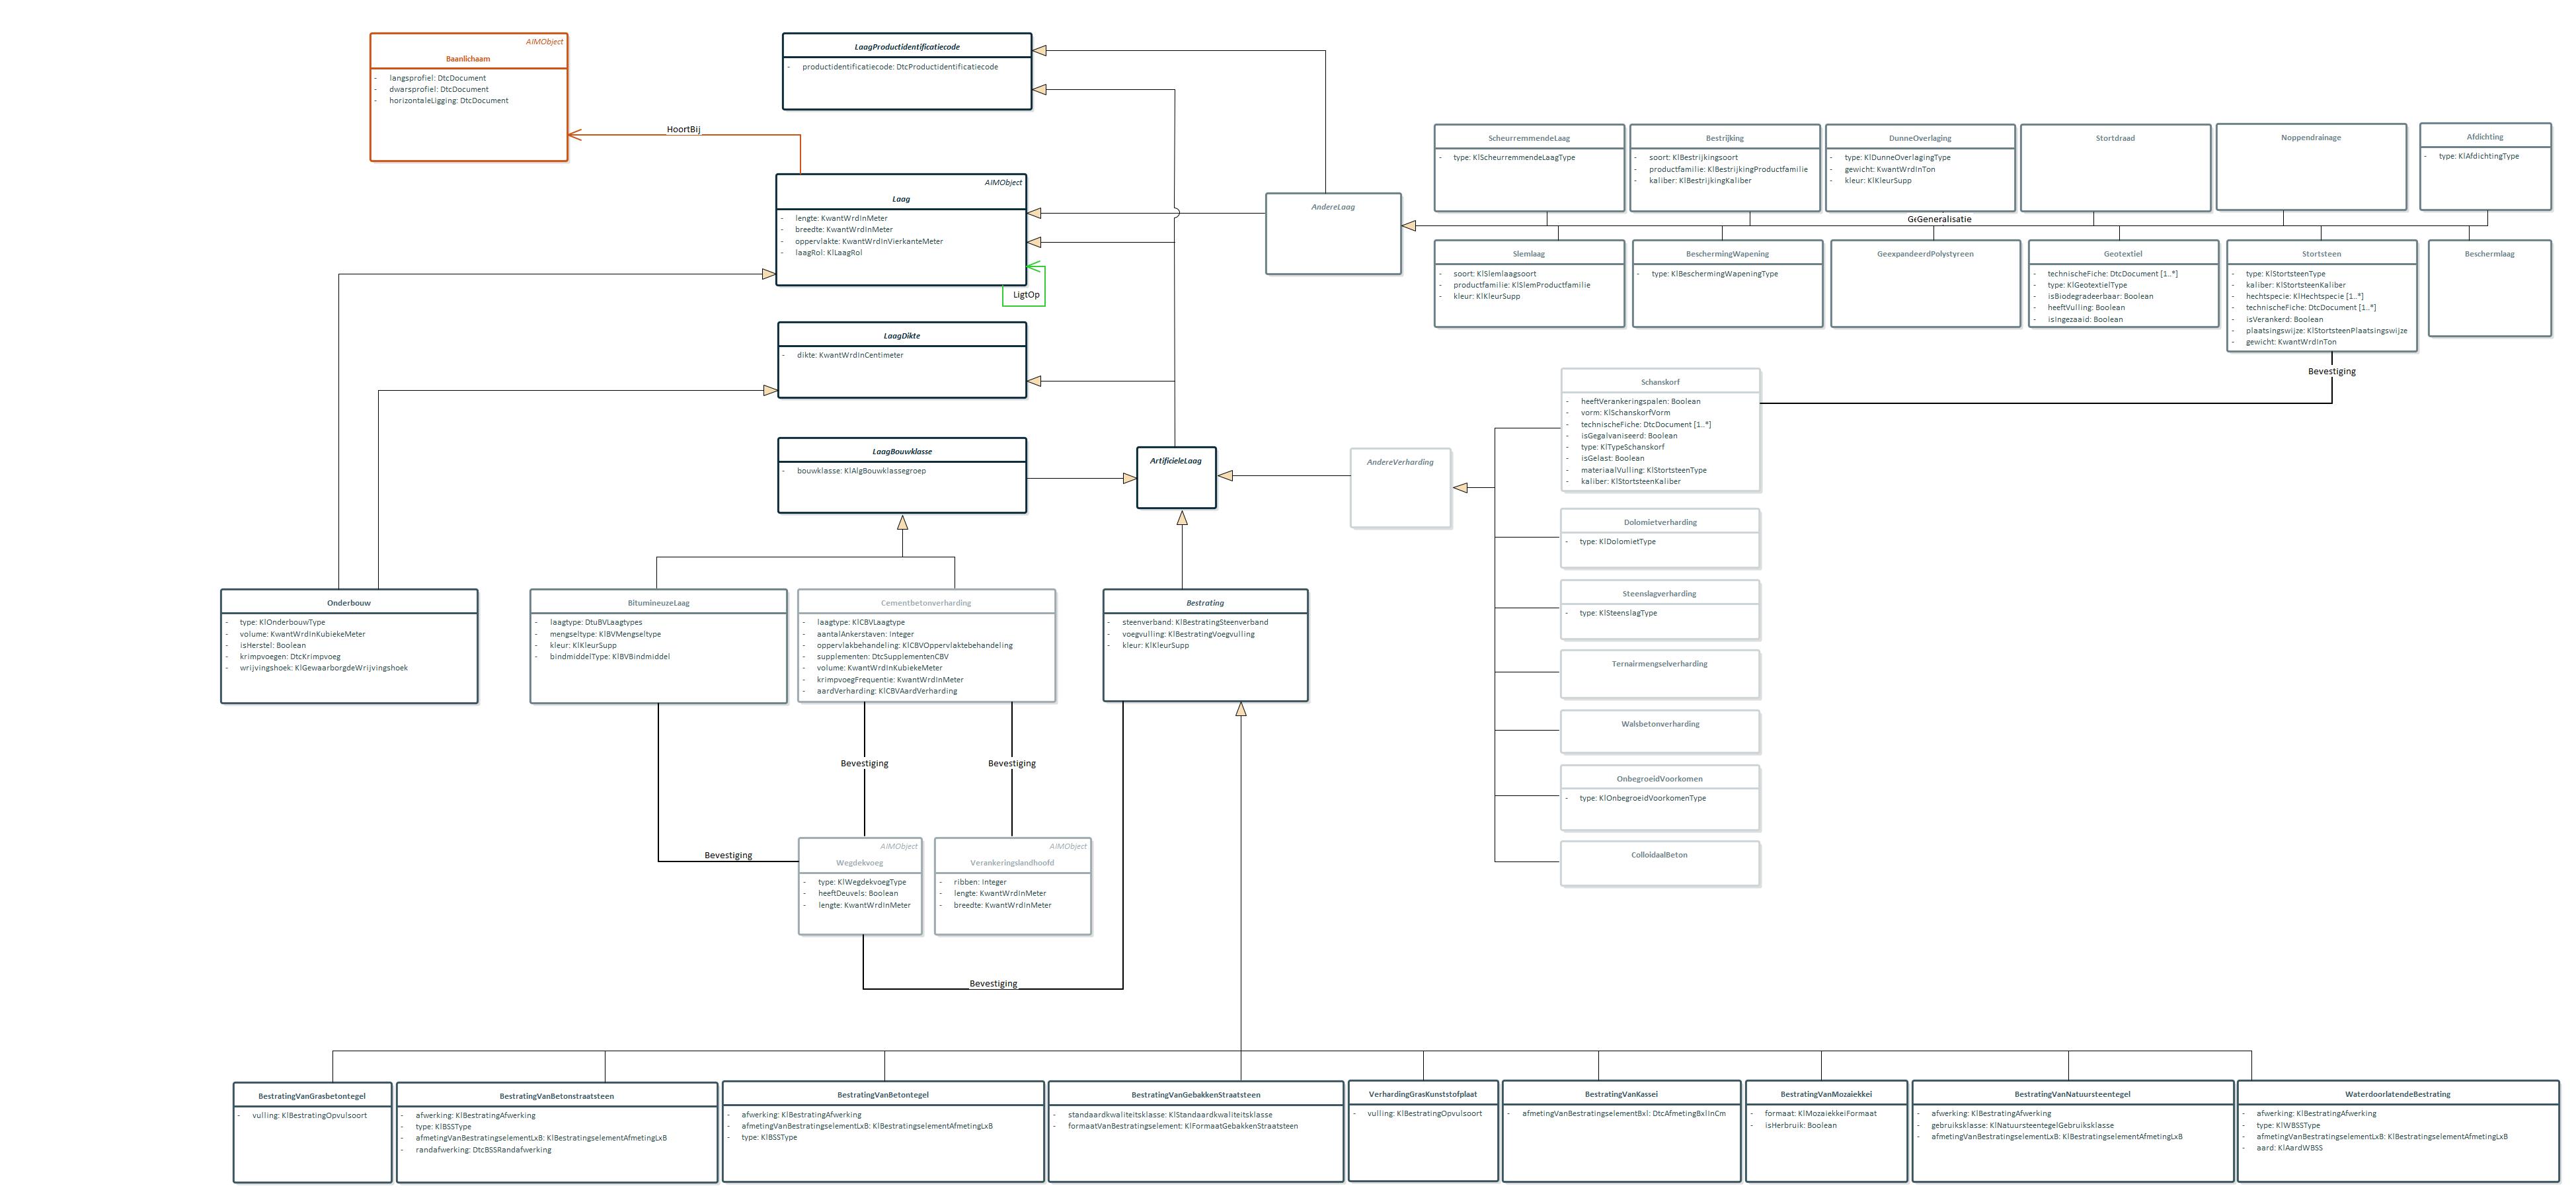 AIMObject
Baanlichaam
- langsprofiel: DtcDocument
- dwarsprofiel: DtcDocument
- horizontaleLigging: DtcDocument
LaagProductidentificatiecode
- productidentificatiecode: DtcProductidentificatiecode
HoortBij
AIMObject
Laag
- lengte: KwantWrdInMeter
- breedte: KwantWrdInMeter
- oppervlakte: KwantWrdInVierkanteMeter
- laagRol: KlLaagRol
LigtOp
AndereLaag
ScheurremmendeLaag
- type: KlScheurremmendeLaagType
Bestrijking
- soort: KlBestrijkingsoort
- productfamilie: KlBestrijkingProductfamilie
- kaliber: KlBestrijkingKaliber
DunneOverlaging
- type: KlDunneOverlagingType
- gewicht: KwantWrdInTon
- kleur: KlKleurSupp
Stortdraad
Noppendrainage
Afdichting
- type: KlAfdichtingType
GeGeneralisatie
Slemlaag
- soort: KlSlemlaagsoort
- productfamilie: KlSlemProductfamilie
- kleur: KlKleurSupp
BeschermingWapening
- type: KlBeschermingWapeningType
GeexpandeerdPolystyreen
Geotextiel
- technischeFiche: DtcDocument [1..*]
- type: KlGeotextielType
- isBiodegradeerbaar: Boolean
- heeftVulling: Boolean
- isIngezaaid: Boolean
Stortsteen
- type: KlStortsteenType
- kaliber: KlStortsteenKaliber
- hechtspecie: KlHechtspecie [1..*]
- technischeFiche: DtcDocument [1..*]
- isVerankerd: Boolean
- plaatsingswijze: KlStortsteenPlaatsingswijze
- gewicht: KwantWrdInTon
Beschermlaag
Bevestiging
LaagDikte
- dikte: KwantWrdInCentimeter
LaagBouwklasse
- bouwklasse: KlAlgBouwklassegroep
ArtificieleLaag
AndereVerharding
Schanskorf
- heeftVerankeringspalen: Boolean
- vorm: KlSchanskorfVorm
- technischeFiche: DtcDocument [1..*]
- isGegalvaniseerd: Boolean
- type: KlTypeSchanskorf
- isGelast: Boolean
- materiaalVulling: KlStortsteenType
- kaliber: KlStortsteenKaliber
Dolomietverharding
- type: KlDolomietType
Steenslagverharding
- type: KlSteenslagType
Ternairmengselverharding
Walsbetonverharding
OnbegroeidVoorkomen
- type: KlOnbegroeidVoorkomenType
ColloidaalBeton
Onderbouw
- type: KlOnderbouwType
- volume: KwantWrdInKubiekeMeter
- isHerstel: Boolean
- krimpvoegen: DtcKrimpvoeg
- wrijvingshoek: KlGewaarborgdeWrijvingshoek
BitumineuzeLaag
- laagtype: DtuBVLaagtypes
- mengseltype: KlBVMengseltype
- kleur: KlKleurSupp
- bindmiddelType: KlBVBindmiddel
Cementbetonverharding
- laagtype: KlCBVLaagtype
- aantalAnkerstaven: Integer
- oppervlakbehandeling: KlCBVOppervlaktebehandeling
- supplementen: DtcSupplementenCBV
- volume: KwantWrdInKubiekeMeter
- krimpvoegFrequentie: KwantWrdInMeter
- aardVerharding: KlCBVAardVerharding
Bestrating
- steenverband: KlBestratingSteenverband
- voegvulling: KlBestratingVoegvulling
- kleur: KlKleurSupp
Bevestiging
Bevestiging
Bevestiging
AIMObject
Wegdekvoeg
- type: KlWegdekvoegType
- heeftDeuvels: Boolean
- lengte: KwantWrdInMeter
AIMObject
Verankeringslandhoofd
- ribben: Integer
- lengte: KwantWrdInMeter
- breedte: KwantWrdInMeter
Bevestiging
BestratingVanGrasbetontegel
- vulling: KlBestratingOpvulsoort
BestratingVanBetonstraatsteen
- afwerking: KlBestratingAfwerking
- type: KlBSSType
- afmetingVanBestratingselementLxB: KlBestratingselementAfmetingLxB
- randafwerking: DtcBSSRandafwerking
BestratingVanBetontegel
- afwerking: KlBestratingAfwerking
- afmetingVanBestratingselementLxB: KlBestratingselementAfmetingLxB
- type: KlBSSType
BestratingVanGebakkenStraatsteen
- standaardkwaliteitsklasse: KlStandaardkwaliteitsklasse
- formaatVanBestratingselement: KlFormaatGebakkenStraatsteen
VerhardingGrasKunststofplaat
- vulling: KlBestratingOpvulsoort
BestratingVanKassei
- afmetingVanBestratingselementBxl: DtcAfmetingBxlInCm
BestratingVanMozaiekkei
- formaat: KlMozaiekkeiFormaat
- isHerbruik: Boolean
BestratingVanNatuursteentegel
- afwerking: KlBestratingAfwerking
- gebruiksklasse: KlNatuursteentegelGebruiksklasse
- afmetingVanBestratingselementLxB: KlBestratingselementAfmetingLxB
WaterdoorlatendeBestrating
- afwerking: KlBestratingAfwerking
- type: KlWBSSType
- afmetingVanBestratingselementLxB: KlBestratingselementAfmetingLxB
- aard: KlAardWBSS